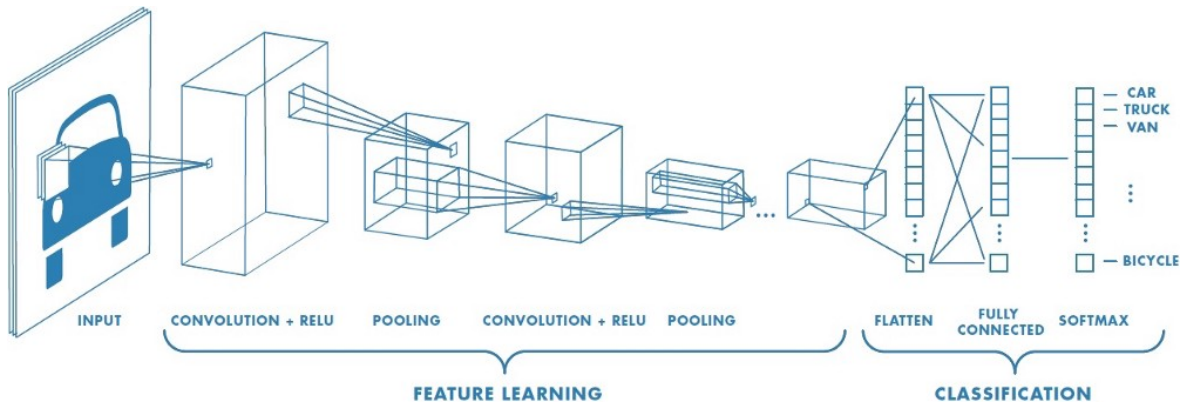 CAR
TRUCK
VAN
BICYCLE
INPUT
CONVOLUTION + RELU
POOLING
CONVOLUTION + RELU
POOLING
FLATTEN
FULLY
CONNECTED
SOFTMAX
FEATURE LEARNING
CLASSIFICATION